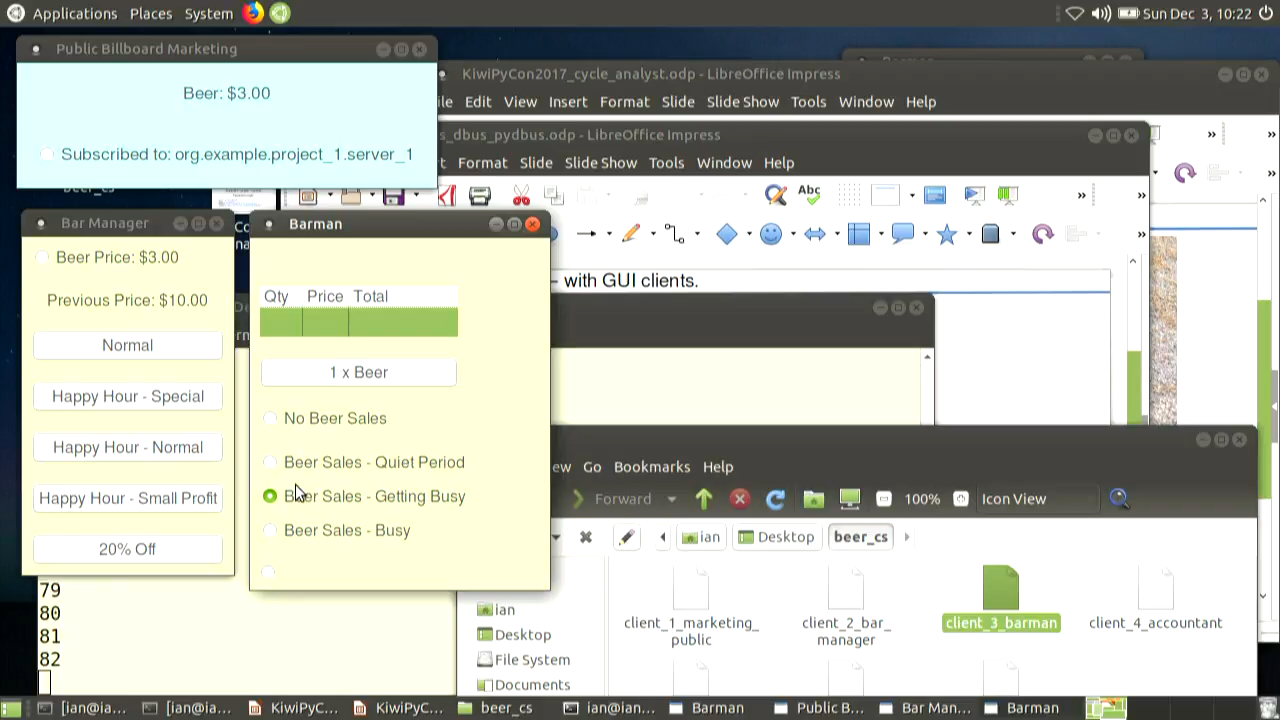 Applications Places System
Sun Dec 3, 10:22
Public Billboard Marketing
Beer: $3.00
Subscribed to: org.example.project_1.server_1
KiwiPyCon2017_cycle_analyst.odp - LibreOffice Impress
Edit View Insert Format Slide Slide Show Tools Window Help
s_dbus_pydbus.odp - LibreOffice Impress
Format Slide Slide Show Tools Window Help
beer_cs
Abc
Bar Manager
Beer Price: $3.00
Previous Price: $10.00
Normal
Happy Hour - Special
Happy Hour - Normal
Happy Hour - Small Profit
20% Off
Barman
Qty Price Total
1 x Beer
No Beer Sales
Beer Sales - Quiet Period
Beer Sales - Getting Busy
Beer Sales - Busy
– with GUI clients.
79
80
81
82
ew Go Bookmarks Help
Forward 100% Icon View
ian Desktop beer_cs
ian
Desktop
File System
Documents
client_1_marketing_
public
client_2_bar_
manager
client_3_barman
client_4_accountant
[ian@ia... [ian@ia... KiwiPyC... KiwiPyC... beer_cs ian@ian... Barman Public B... Bar Man... Barman